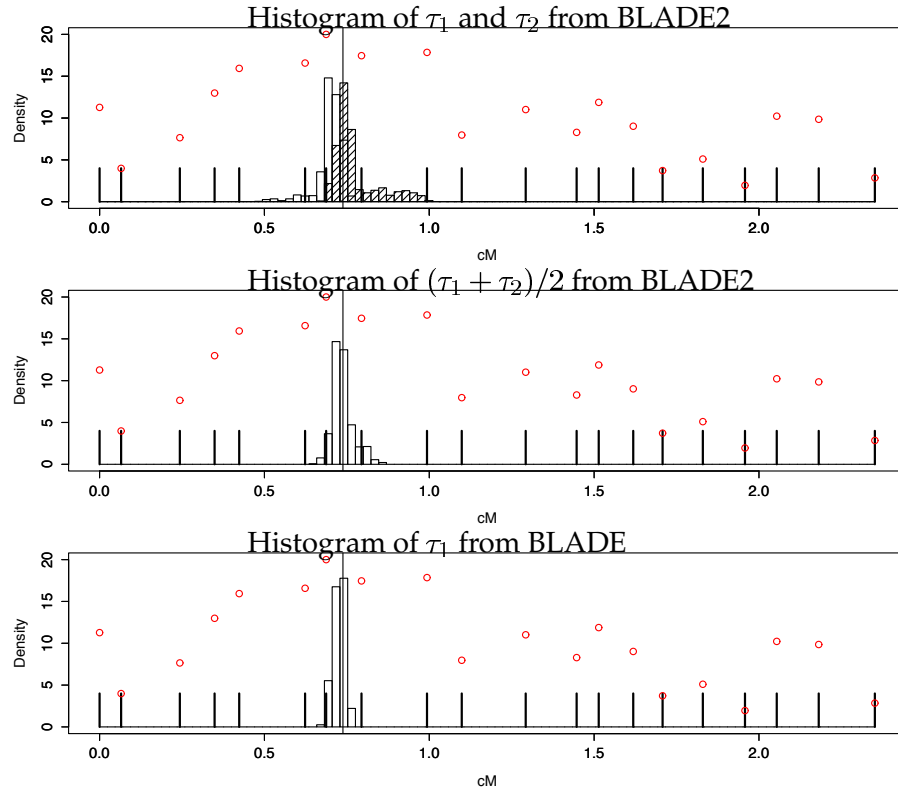 Histogram of τ₁ and τ₂ from BLADE2
20
15
10
5
0
Density
0.0 0.5 1.0 1.5 2.0
cM
Histogram of (τ₁ + τ₂)/2 from BLADE2
20
15
10
5
0
Density
0.0 0.5 1.0 1.5 2.0
cM
Histogram of τ₁ from BLADE
20
15
10
5
0
Density
0.0 0.5 1.0 1.5 2.0
cM